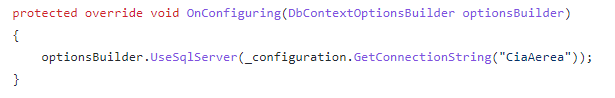 protected override void OnConfiguring(DbContextOptionsBuilder optionsBuilder)
{
    optionsBuilder.UseSqlServer(_configuration.GetConnectionString("CiaAerea"));
}